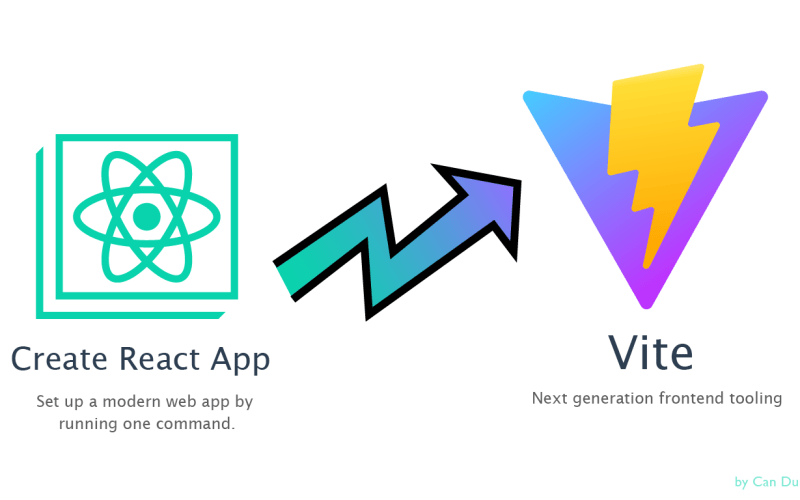 Create React App
Set up a modern web app by
running one command.
Vite
Next generation frontend tooling
by Can Du